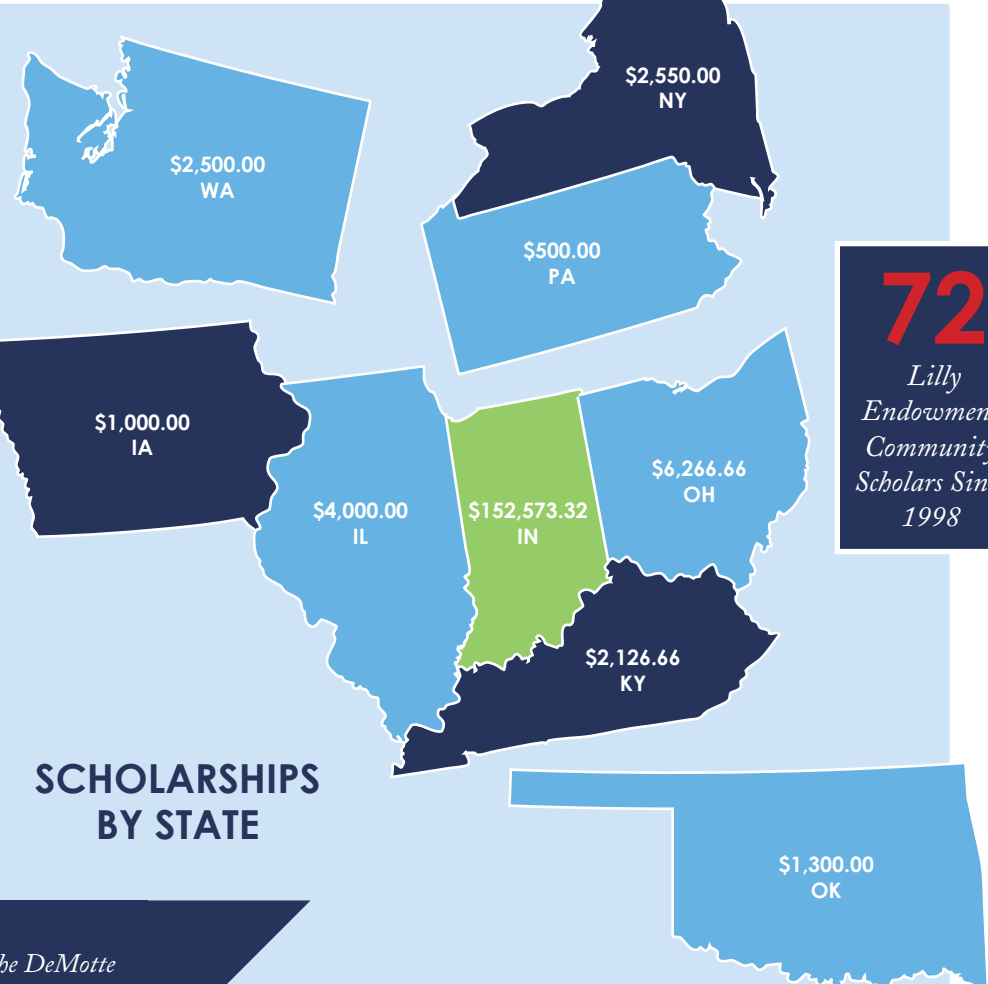 $2,550.00
NY
$2,500.00
WA
$500.00
PA
72
Lilly
Community
Scholars
1998
$1,000.00
IA
$4,000.00
IL
$152,573.32
IN
$6,266.66
OH
$2,126.66
KY
SCHOLARSHIPS
BY STATE
$1,300.00
OK
DeMotte